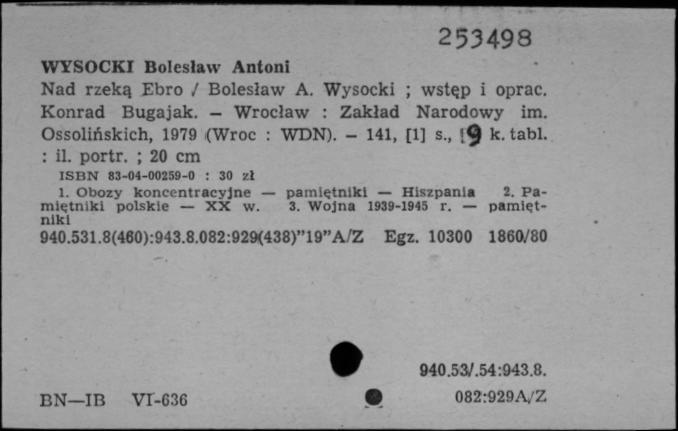 253498
WYSOCKI Bolesław Antoni
Nad rzeką Ebro / Bolesław A. Wysocki ; wstęp i oprac.
Konrad Bugajak. — Wrocław : Zakład Narodowy im.
Ossolińskich, 1979 (Wroc : WDN). — 141, [1] s., [9 k. tabl.
: il. portr. ; 20 cm
ISBN 83-04-00259-0 : 30 zł
1. Obozy koncentracyjne — pamiętniki — Hiszpania 2. Pa-
miętniki polskie — XX w. 3. Wojna 1939-1945 r. — pamięt-
niki
940.531.8(460):943.8.082:929(438)"19"A/Z Egz. 10300 1860/80
940.53/.54:943.8.
BN—IB VI-636 082:929A/Z